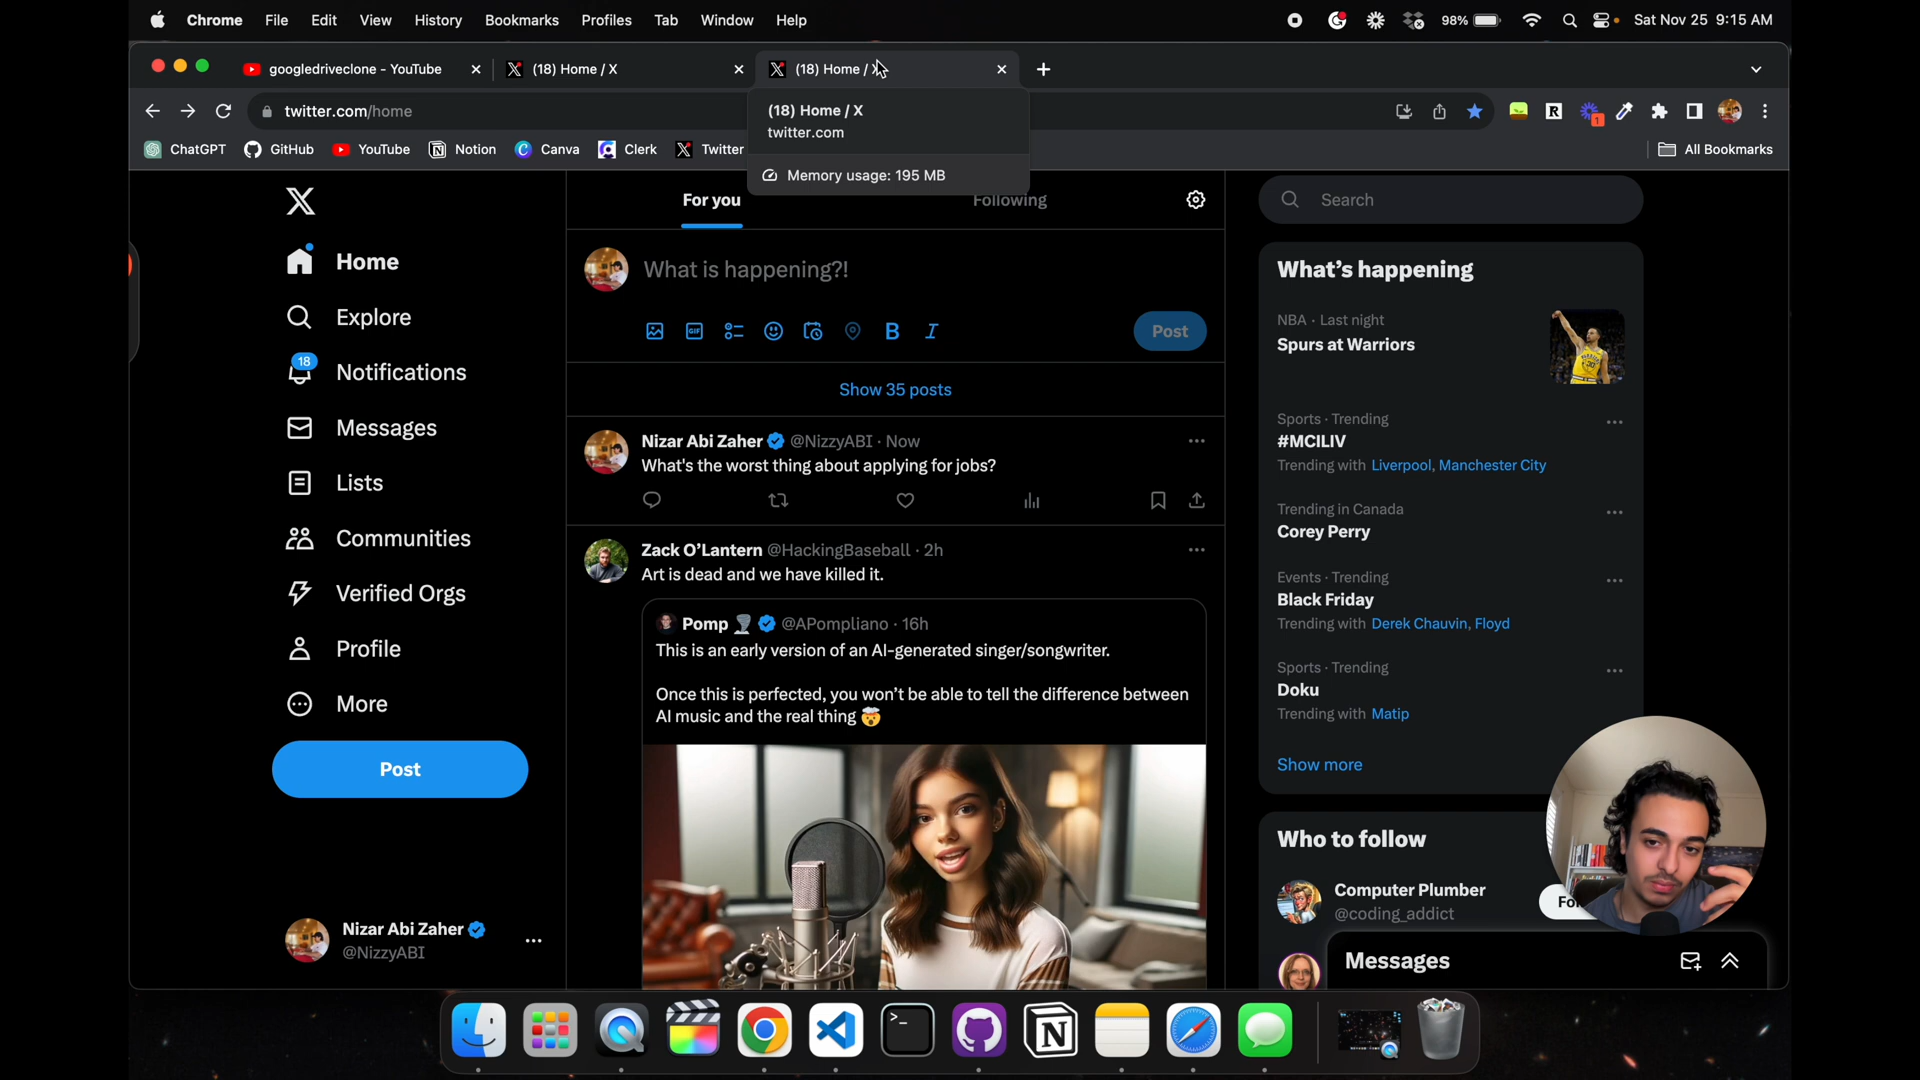 Chrome File Edit View History Bookmarks Profiles Tab Window Help 98% Sat Nov 25 9:15 AM
googledriveclone - YouTube (18) Home / X (18) Home / X
twitter.com/home
(18) Home / X
twitter.com
Memory usage: 195 MB
ChatGPT GitHub YouTube Notion Canva Clerk Twitter All Bookmarks
1
Home
Explore
18
Notifications
Messages
Lists
Communities
Verified Orgs
Profile
More
Post
Nizar Abi Zaher
@NizzyABI
For you Following
What is happening?!
GIF
B I
Post
Show 35 posts
Nizar Abi Zaher @NizzyABI · Now
What's the worst thing about applying for jobs?
Zack O'Lantern @HackingBaseball · 2h
Art is dead and we have killed it.
Pomp 🌪 @APompliano · 16h
This is an early version of an AI-generated singer/songwriter.
Once this is perfected, you won't be able to tell the difference between
AI music and the real thing 🤯
Search
What's happening
NBA · Last night
Spurs at Warriors
Sports · Trending
#MCILIV
Trending with Liverpool, Manchester City
Trending in Canada
Corey Perry
Events · Trending
Black Friday
Trending with Derek Chauvin, Floyd
Sports · Trending
Doku
Trending with Matip
Show more
Who to follow
Computer Plumber
@coding_addict
Messages